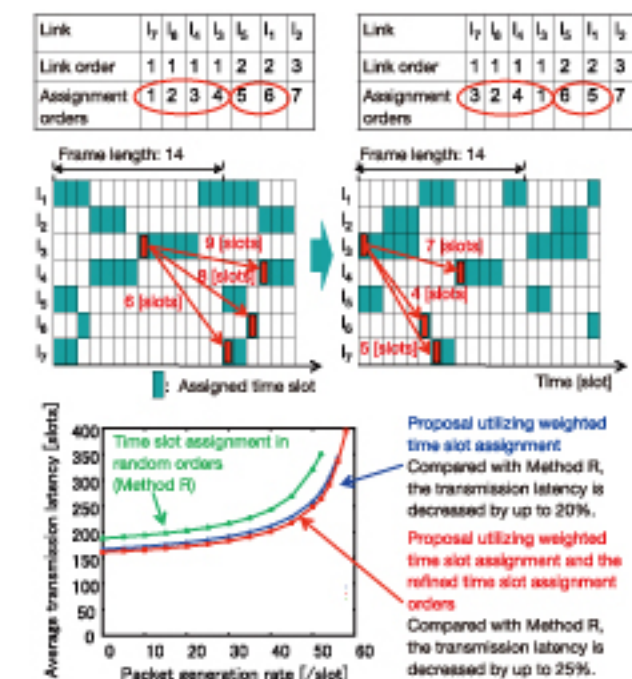 Link l₇ l₆ l₄ l₃ l₅ l₁ l₂
Link order 1 1 1 1 2 2 3
Assignment 1 2 3 4 5 6 7
orders
Link l₇ l₆ l₄ l₃ l₅ l₁ l₂
Link order 1 1 1 1 2 2 3
Assignment 3 2 4 1 6 5 7
orders
Frame length: 14
l₁
l₂
l₃
l₄
l₅
l₆
l₇
9 [slots]
8 [slots]
6 [slots]
Frame length: 14
l₁
l₂
l₃
l₄
l₅
l₆
l₇
7 [slots]
4 [slots]
5 [slots]
: Assigned time slot
Time [slot]
Average transmission latency [slots]
400
350
300
250
200
150
100
50
0
0 10 20 30 40 50 60
Packet generation rate [/slot]
Time slot assignment in
random orders
(Method R)
Proposal utilizing weighted
time slot assignment
Compared with Method R,
the transmission latency is
decreased by up to 20%.
Proposal utilizing weighted
time slot assignment and the
refined time slot assignment
orders
Compared with Method R,
the transmission latency is
decreased by up to 25%.